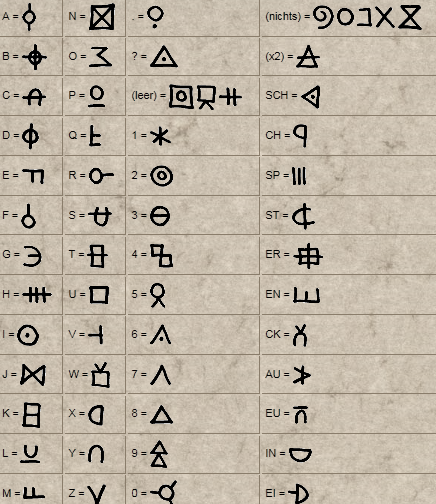 A = N = . = (nichts) =
B = O = ? = (x2) =
C = P = (leer) = SCH =
D = Q = 1 = CH =
E = R = 2 = SP =
F = S = 3 = ST =
G = T = 4 = ER =
H = U = 5 = EN =
I = V = 6 = CK =
J = W = 7 = AU =
K = X = 8 = EU =
L = Y = 9 = IN =
M = Z = 0 = EI =